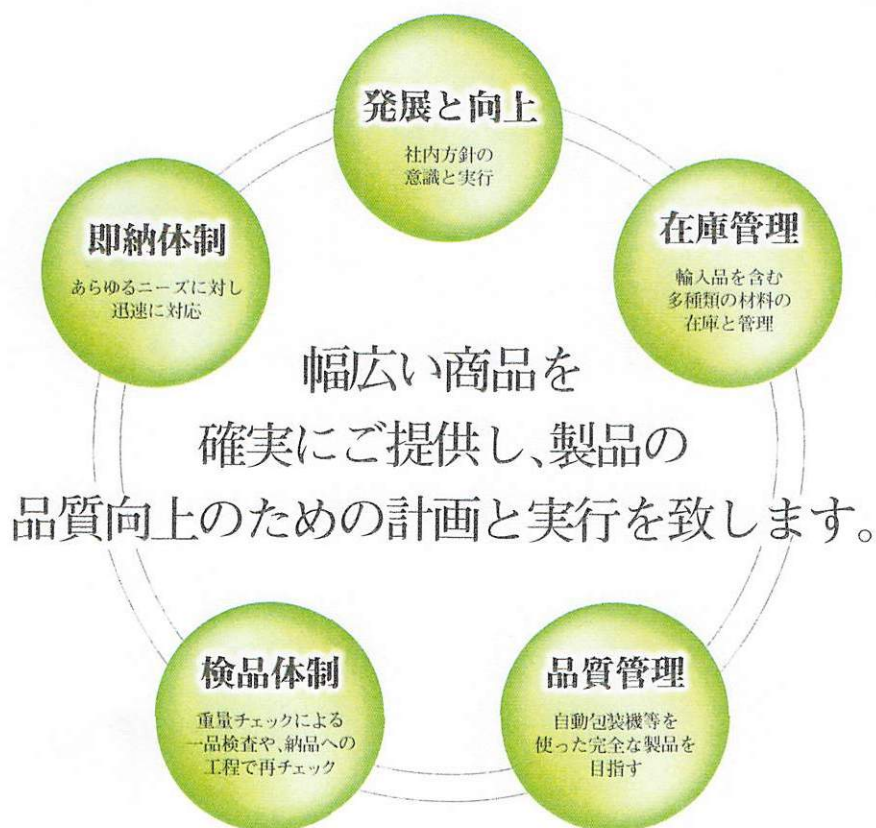 発展と向上
社内方針の
意識と実行
在庫管理
輸入品を含む
多種類の材料の
在庫と管理
即納体制
あらゆるニーズに対し
迅速に対応
幅広い商品を
確実にご提供し、製品の
品質向上のための計画と実行を致します。
検品体制
重量チェックによる
一品検査や、納品への
工程で再チェック
品質管理
自動包装機等を
使った完全な製品を
目指す